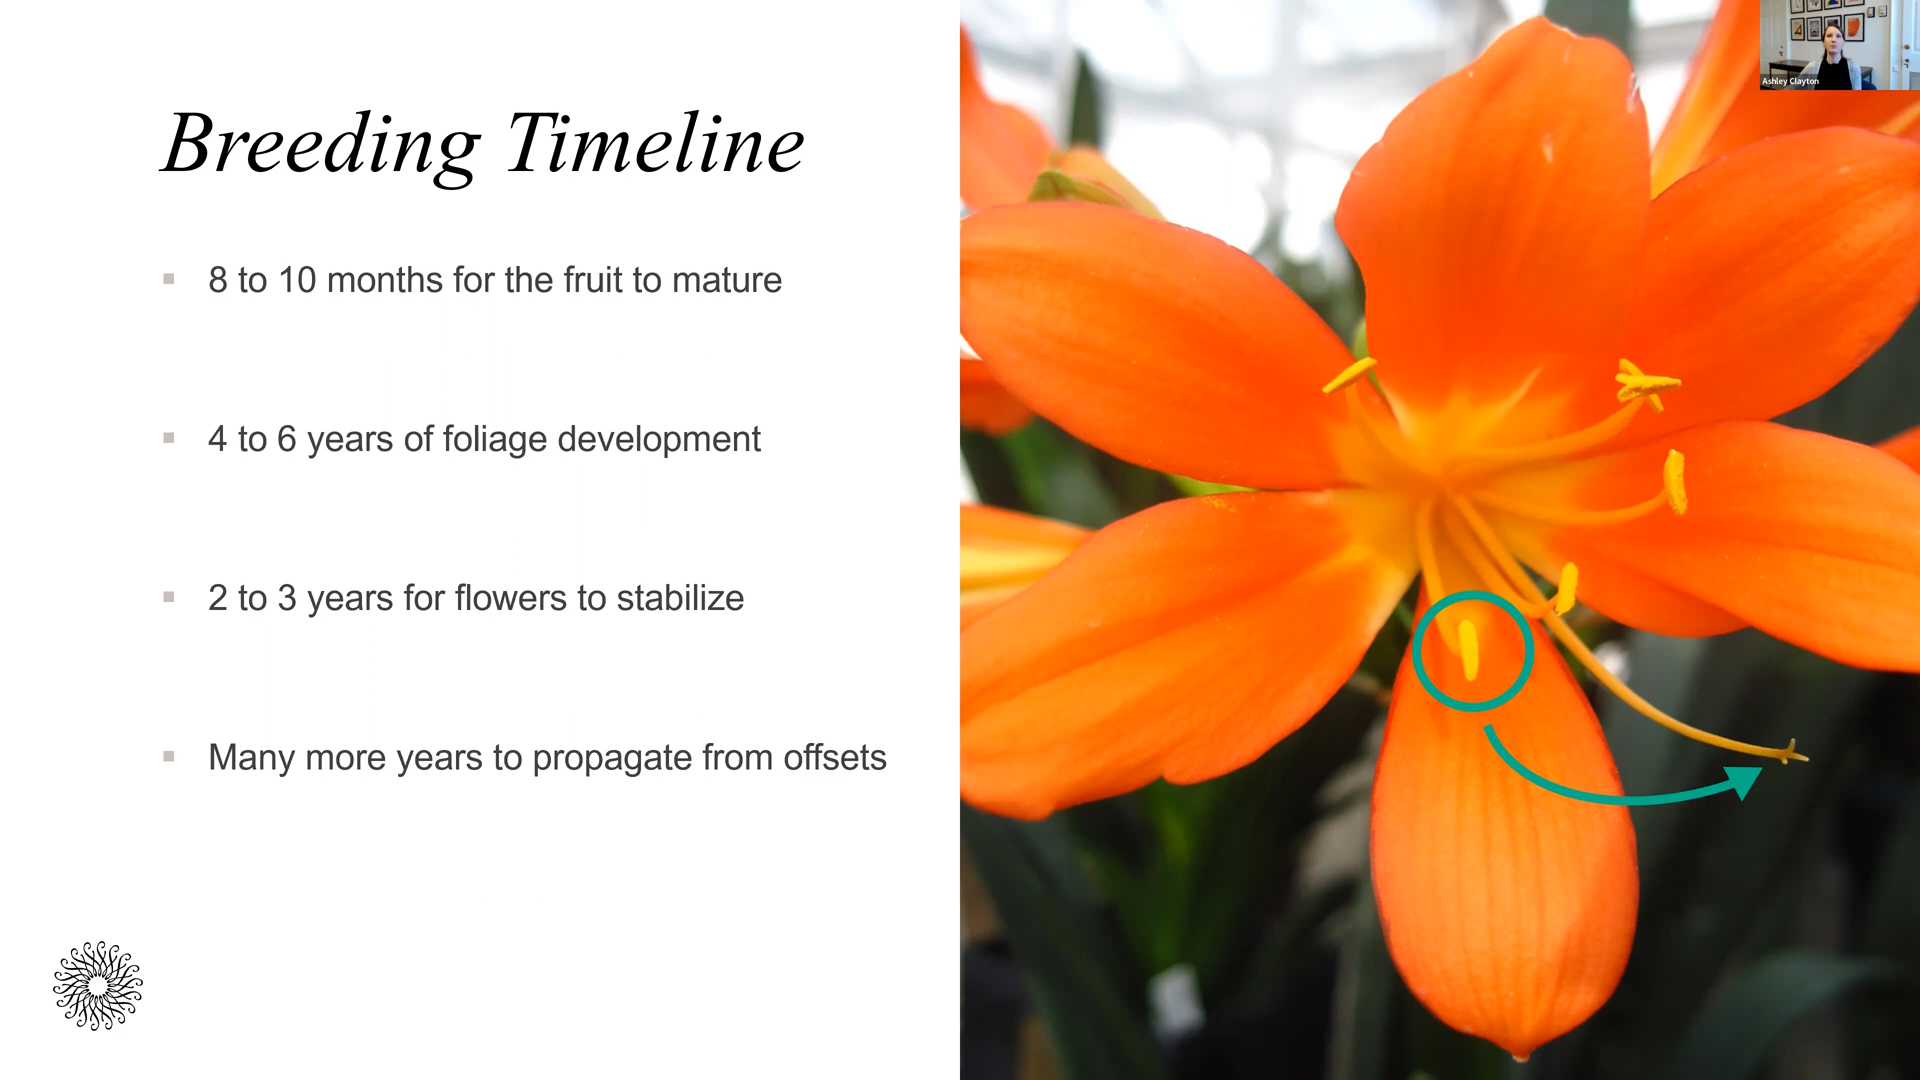 Breeding Timeline
8 to 10 months for the fruit to mature
4 to 6 years of foliage development
2 to 3 years for flowers to stabilize
Many more years to propagate from offsets
Ashley Clayton